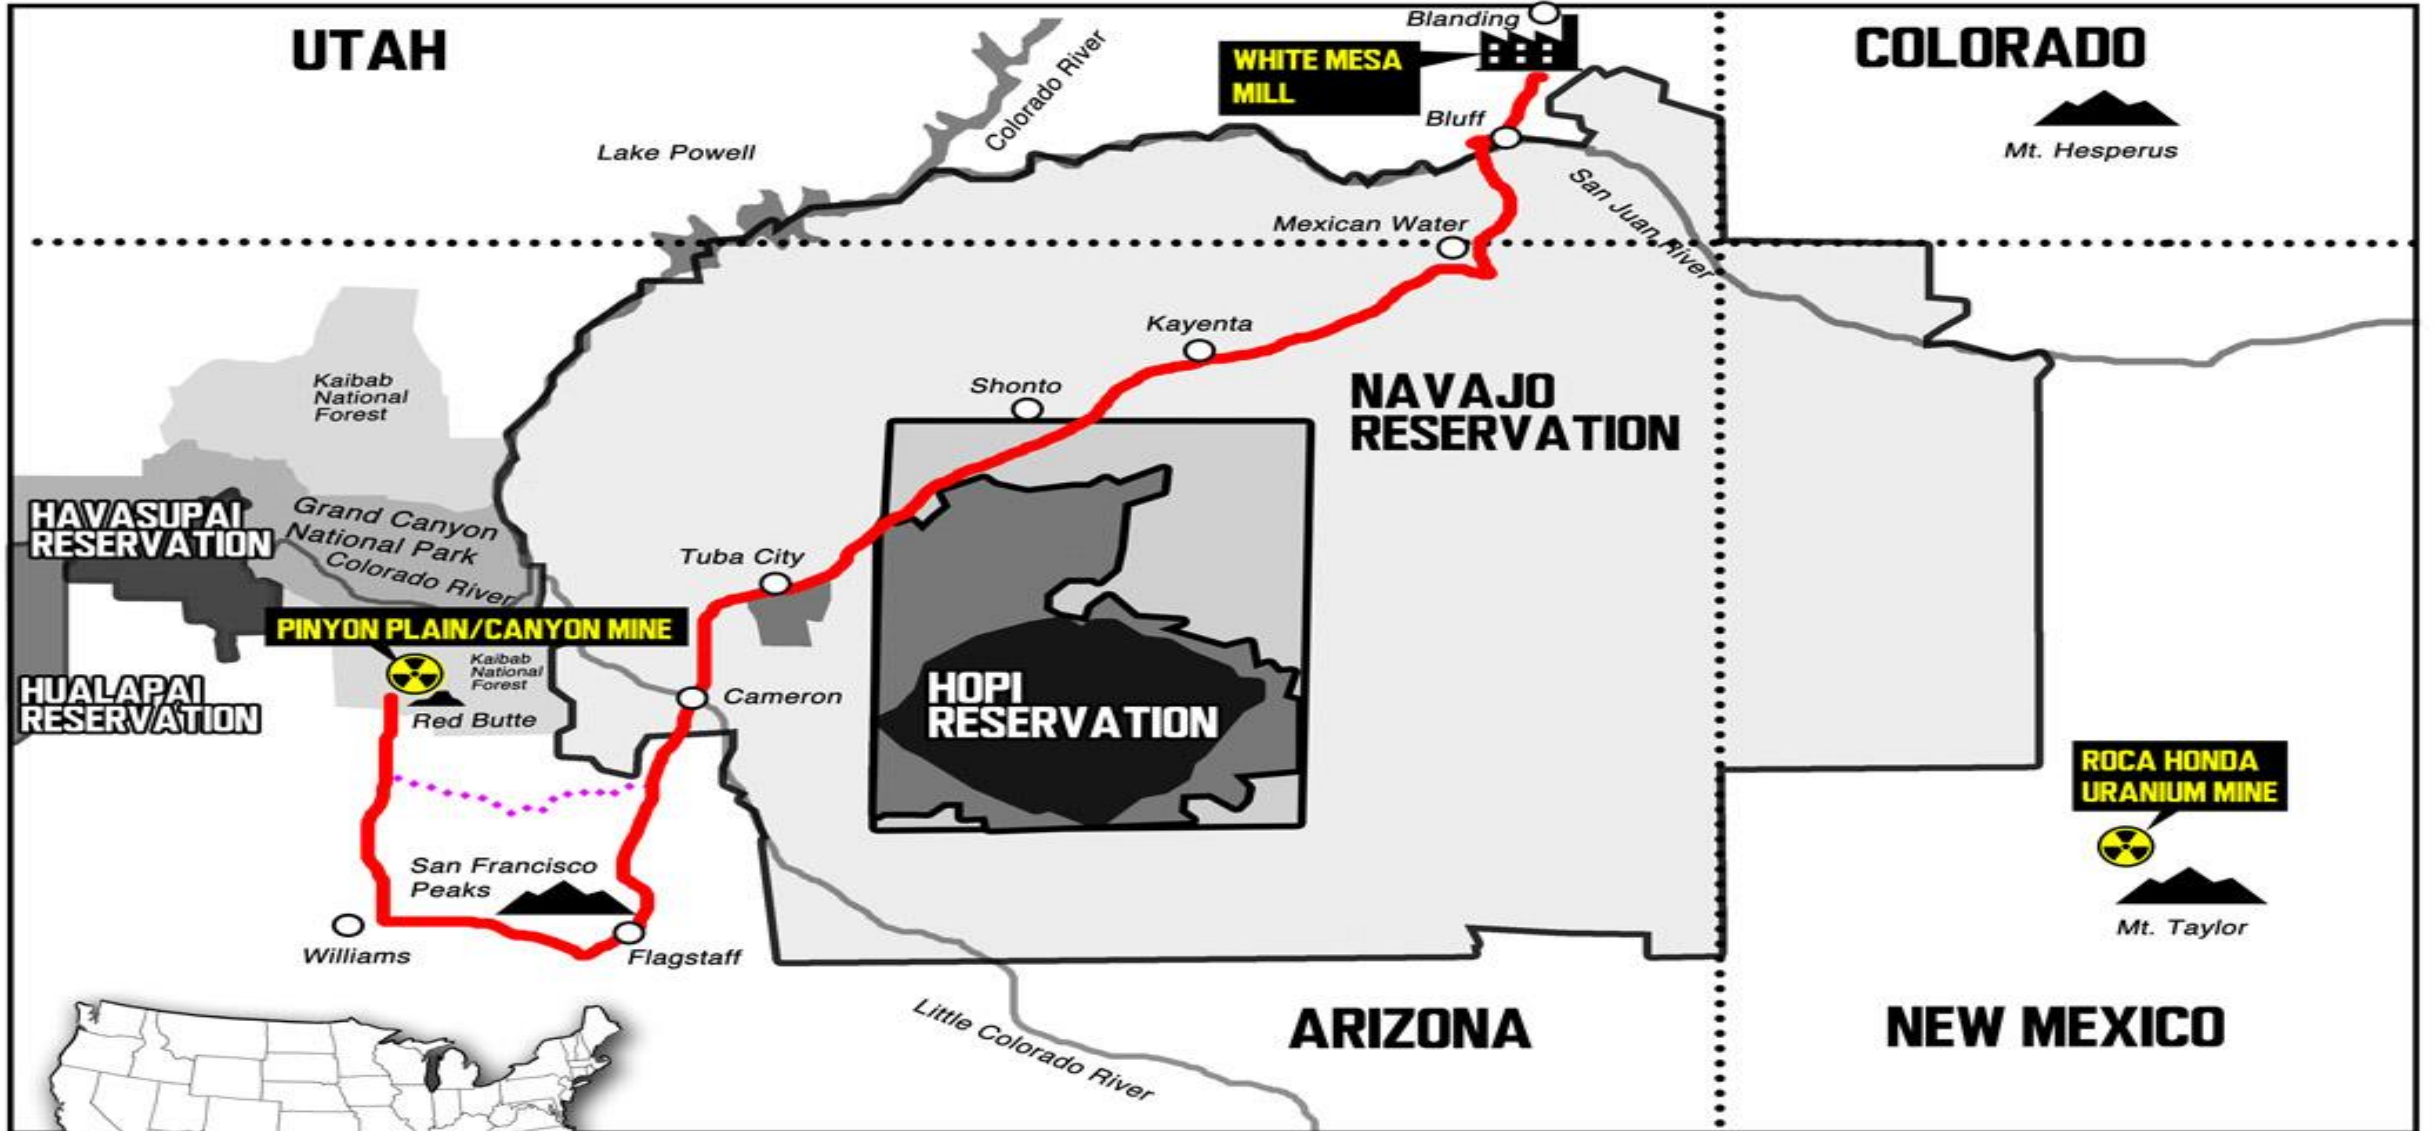 UTAH
Blanding
COLORADO
WHITE MESA
MILL
Colorado River
Bluff
Mt. Hesperus
Lake Powell
San Juan River
Mexican Water
Kayenta
Shonto
Kaibab
National
Forest
NAVAJO
RESERVATION
HAVASUPAI
RESERVATION
Grand Canyon
National Park
Colorado River
Tuba City
PINYON PLAIN/CANYON MINE
Kaibab
National
Forest
HUALAPAI
RESERVATION
Red Butte
Cameron
HOPI
RESERVATION
ROCA HONDA
URANIUM MINE
San Francisco
Peaks
Mt. Taylor
Williams
Flagstaff
Little Colorado River
ARIZONA
NEW MEXICO